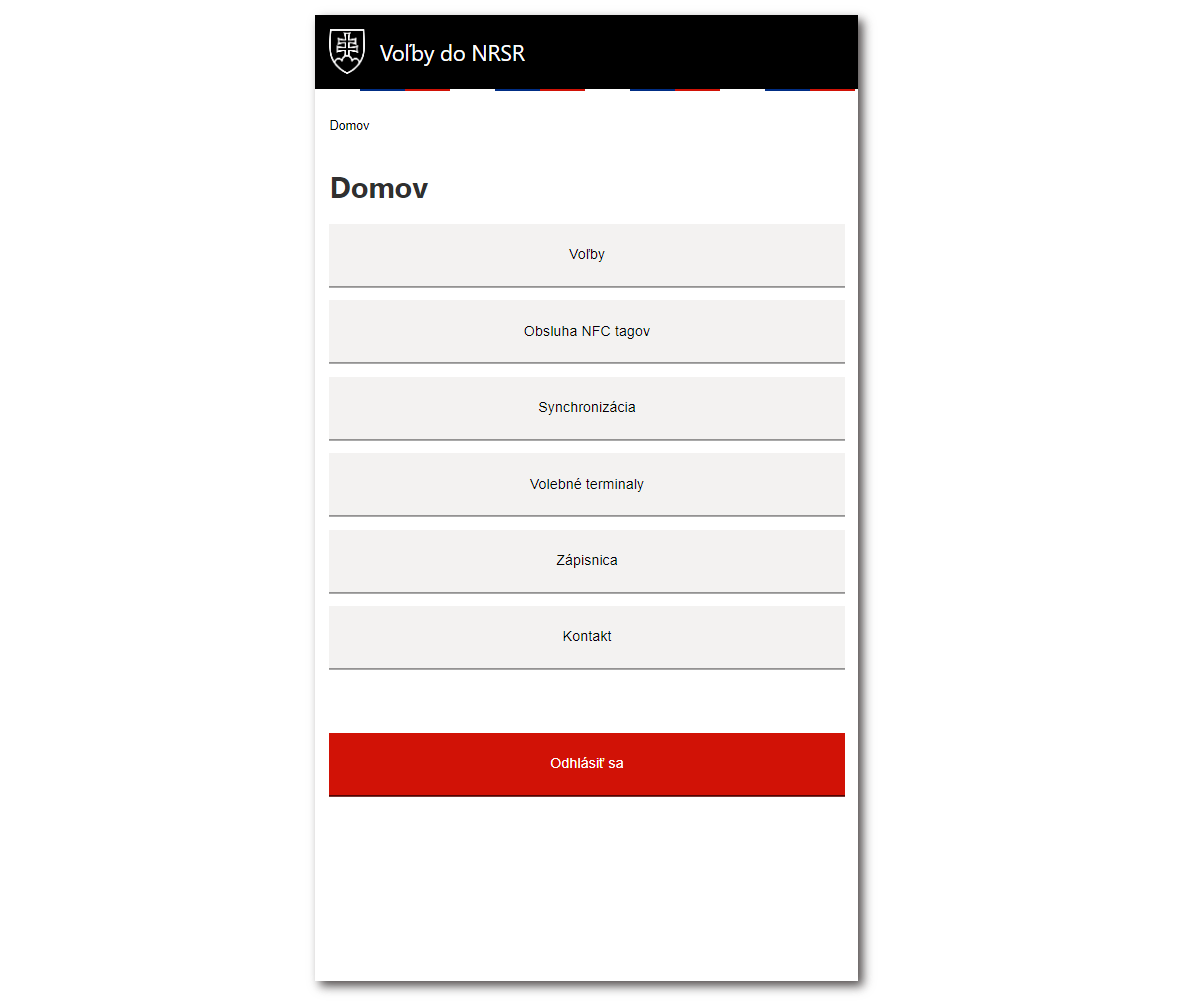 Voľby do NRSR
Domov
Domov
Voľby
Obsluha NFC tagov
Synchronizácia
Volebné terminaly
Zápisnica
Kontakt
Odhlásiť sa